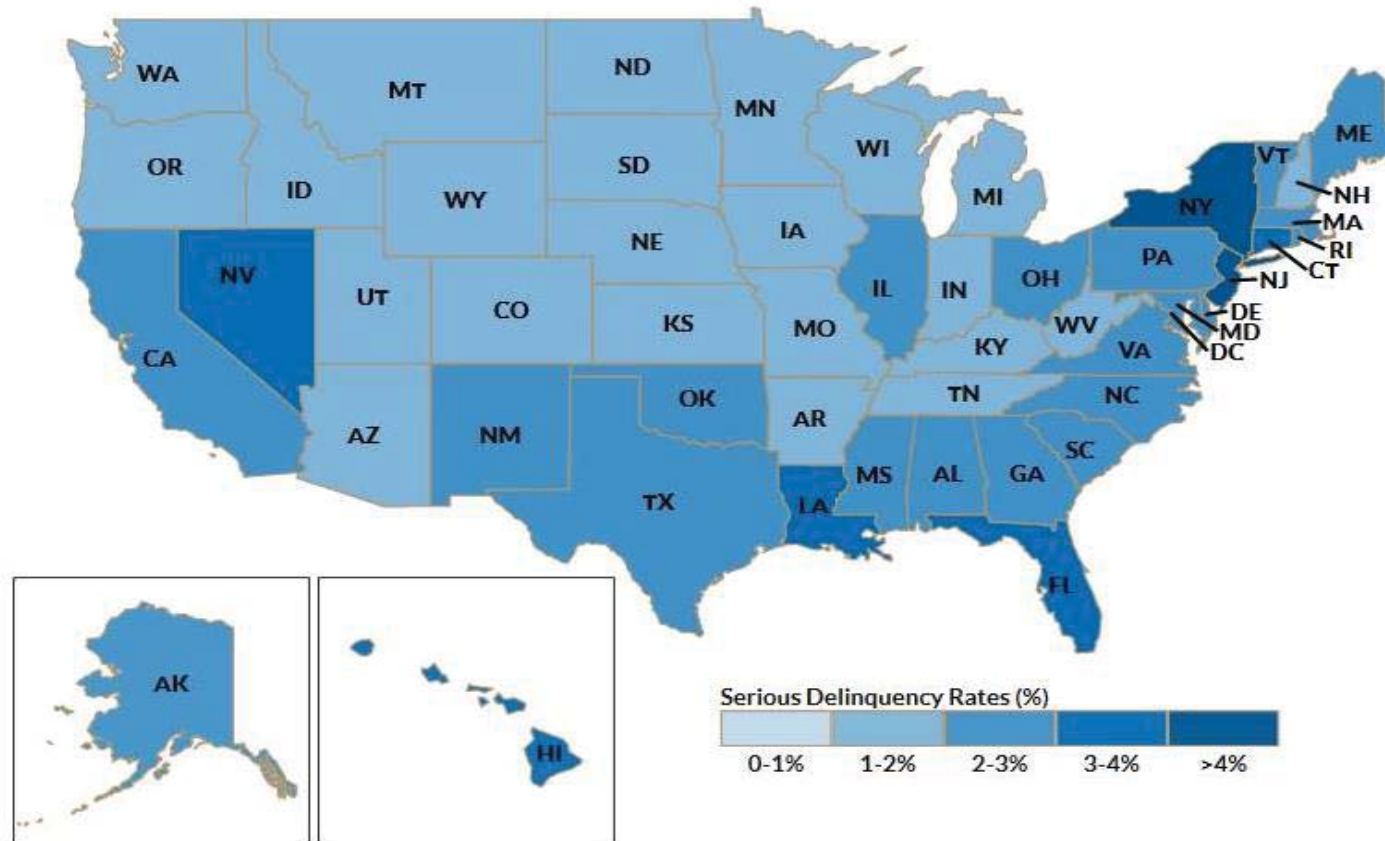 WA
MT
ND
MN
ME
WI
VT
OR
SD
ID
MI
NH
WY
NY
MA
IA
RI
NE
PA
CT
NV
OH
IL
NJ
UT
IN
CO
DE
KS
MO
WV
MD
KY
DC
VA
CA
OK
TN
NC
AR
AZ
NM
SC
MS
AL
GA
TX
LA
FL
AK
HI
Serious Delinquency Rates (%)
0-1% 1-2% 2-3% 3-4% >4%